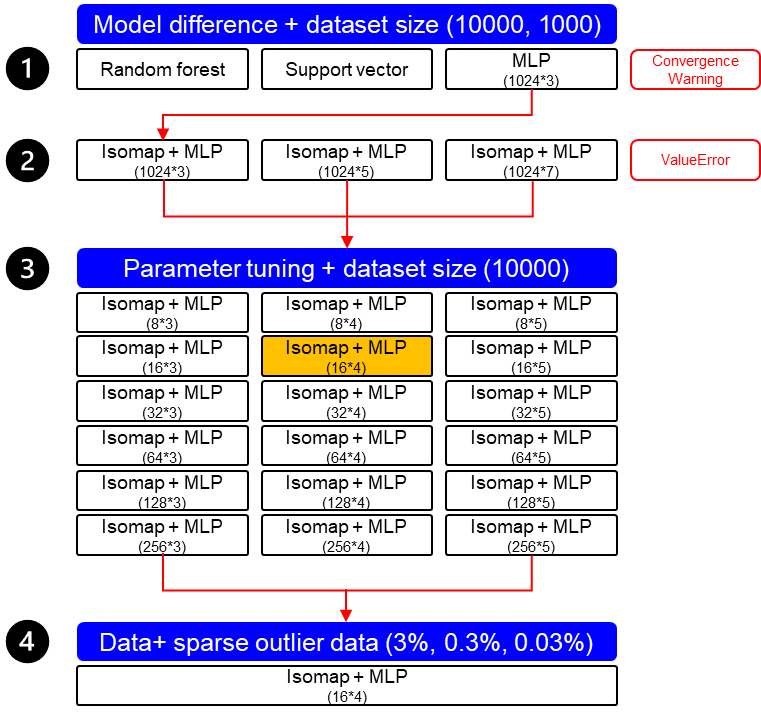 Model difference + dataset size (10000, 1000)
1
Random forest
Support vector
MLP
(1024*3)
Convergence
Warning
2
Isomap + MLP
(1024*3)
Isomap + MLP
(1024*5)
Isomap + MLP
(1024*7)
ValueError
3
Parameter tuning + dataset size (10000)
Isomap + MLP
(8*3)
Isomap + MLP
(8*4)
Isomap + MLP
(8*5)
Isomap + MLP
(16*3)
Isomap + MLP
(16*4)
Isomap + MLP
(16*5)
Isomap + MLP
(32*3)
Isomap + MLP
(32*4)
Isomap + MLP
(32*5)
Isomap + MLP
(64*3)
Isomap + MLP
(64*4)
Isomap + MLP
(64*5)
Isomap + MLP
(128*3)
Isomap + MLP
(128*4)
Isomap + MLP
(128*5)
Isomap + MLP
(256*3)
Isomap + MLP
(256*4)
Isomap + MLP
(256*5)
4
Data+ sparse outlier data (3%, 0.3%, 0.03%)
Isomap + MLP
(16*4)